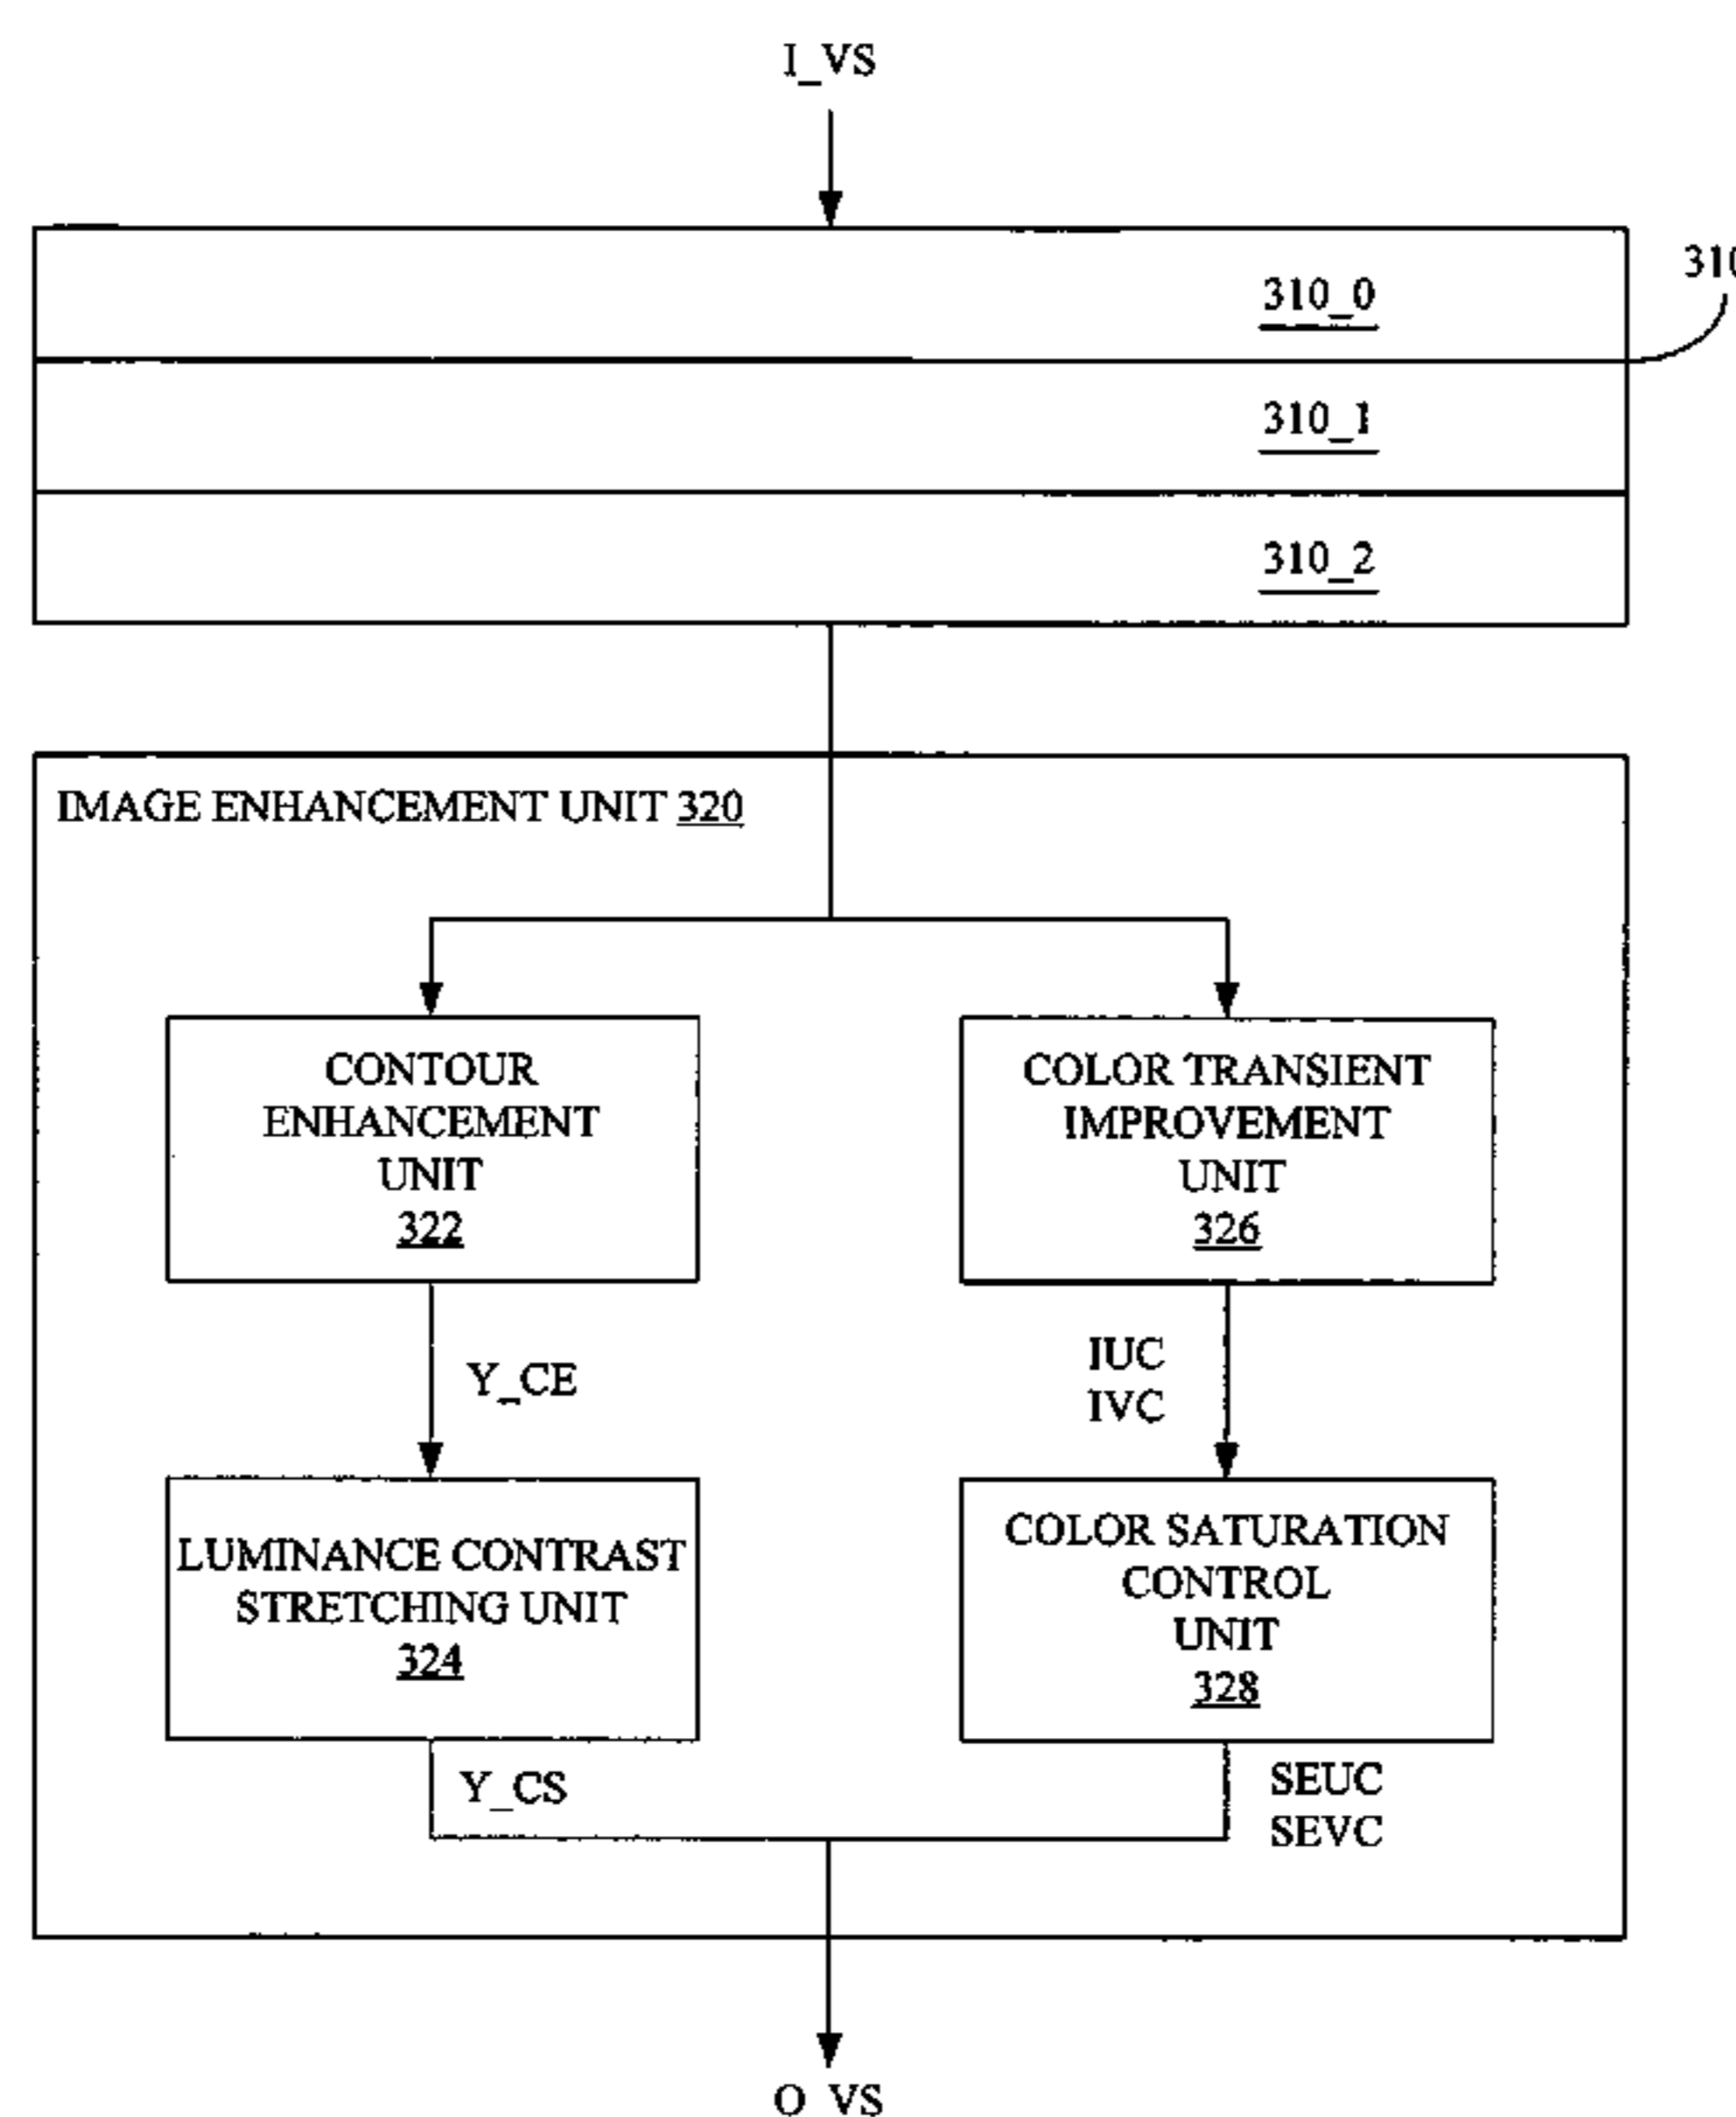 I_VS
310
310_0
310_1
310_2
IMAGE ENHANCEMENT UNIT 320
CONTOUR
ENHANCEMENT
UNIT
322
COLOR TRANSIENT
IMPROVEMENT
UNIT
326
Y_CE
IUC
IVC
LUMINANCE CONTRAST
STRETCHING UNIT
324
COLOR SATURATION
CONTROL
UNIT
328
Y_CS
SEUC
SEVC
O_VS